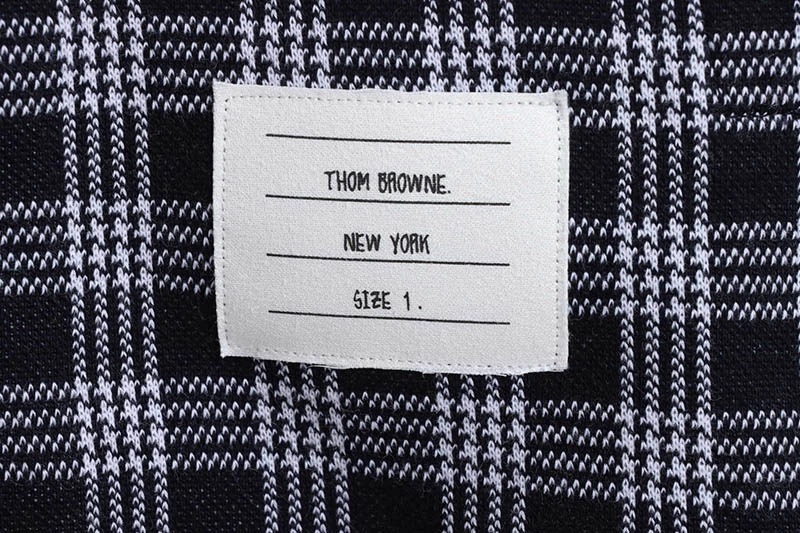 THOM BROWNE.
NEW YORK
SIZE 1.